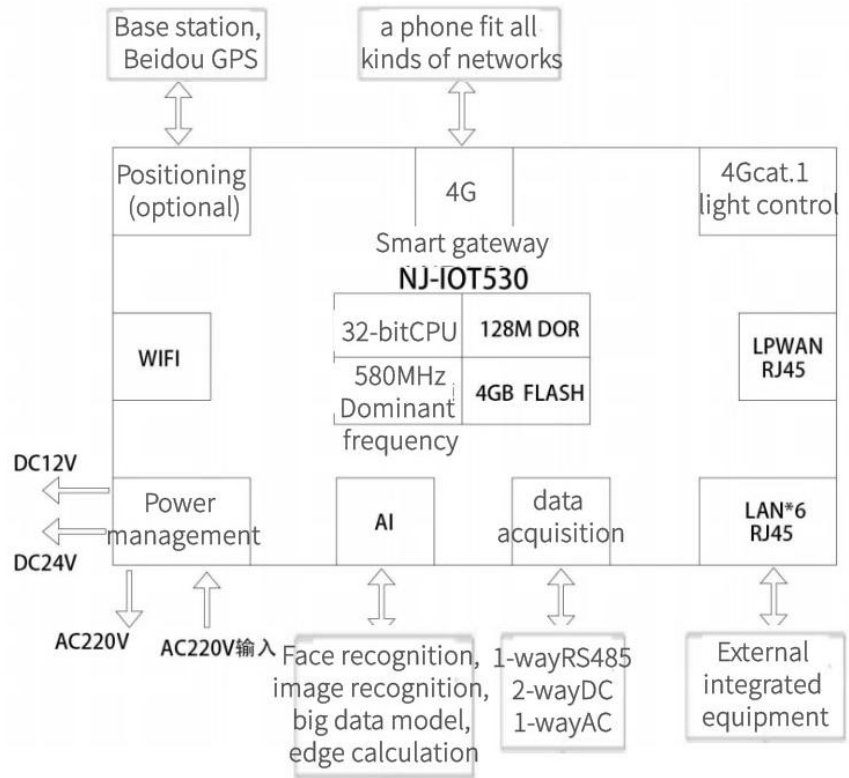 Base station,
Beidou GPS
a phone fit all
kinds of networks
Positioning
(optional)
4G
4Gcat.1
light control
Smart gateway
NJ-IOT530
32-bitCPU
128M DOR
580MHz
Dominant
frequency
4GB FLASH
WIFI
LPWAN
RJ45
DC12V
DC24V
Power
management
AI
data
acquisition
LAN*6
RJ45
AC220V
AC220V输入
Face recognition,
image recognition,
big data model,
edge calculation
1-wayRS485
2-wayDC
1-wayAC
External
integrated
equipment